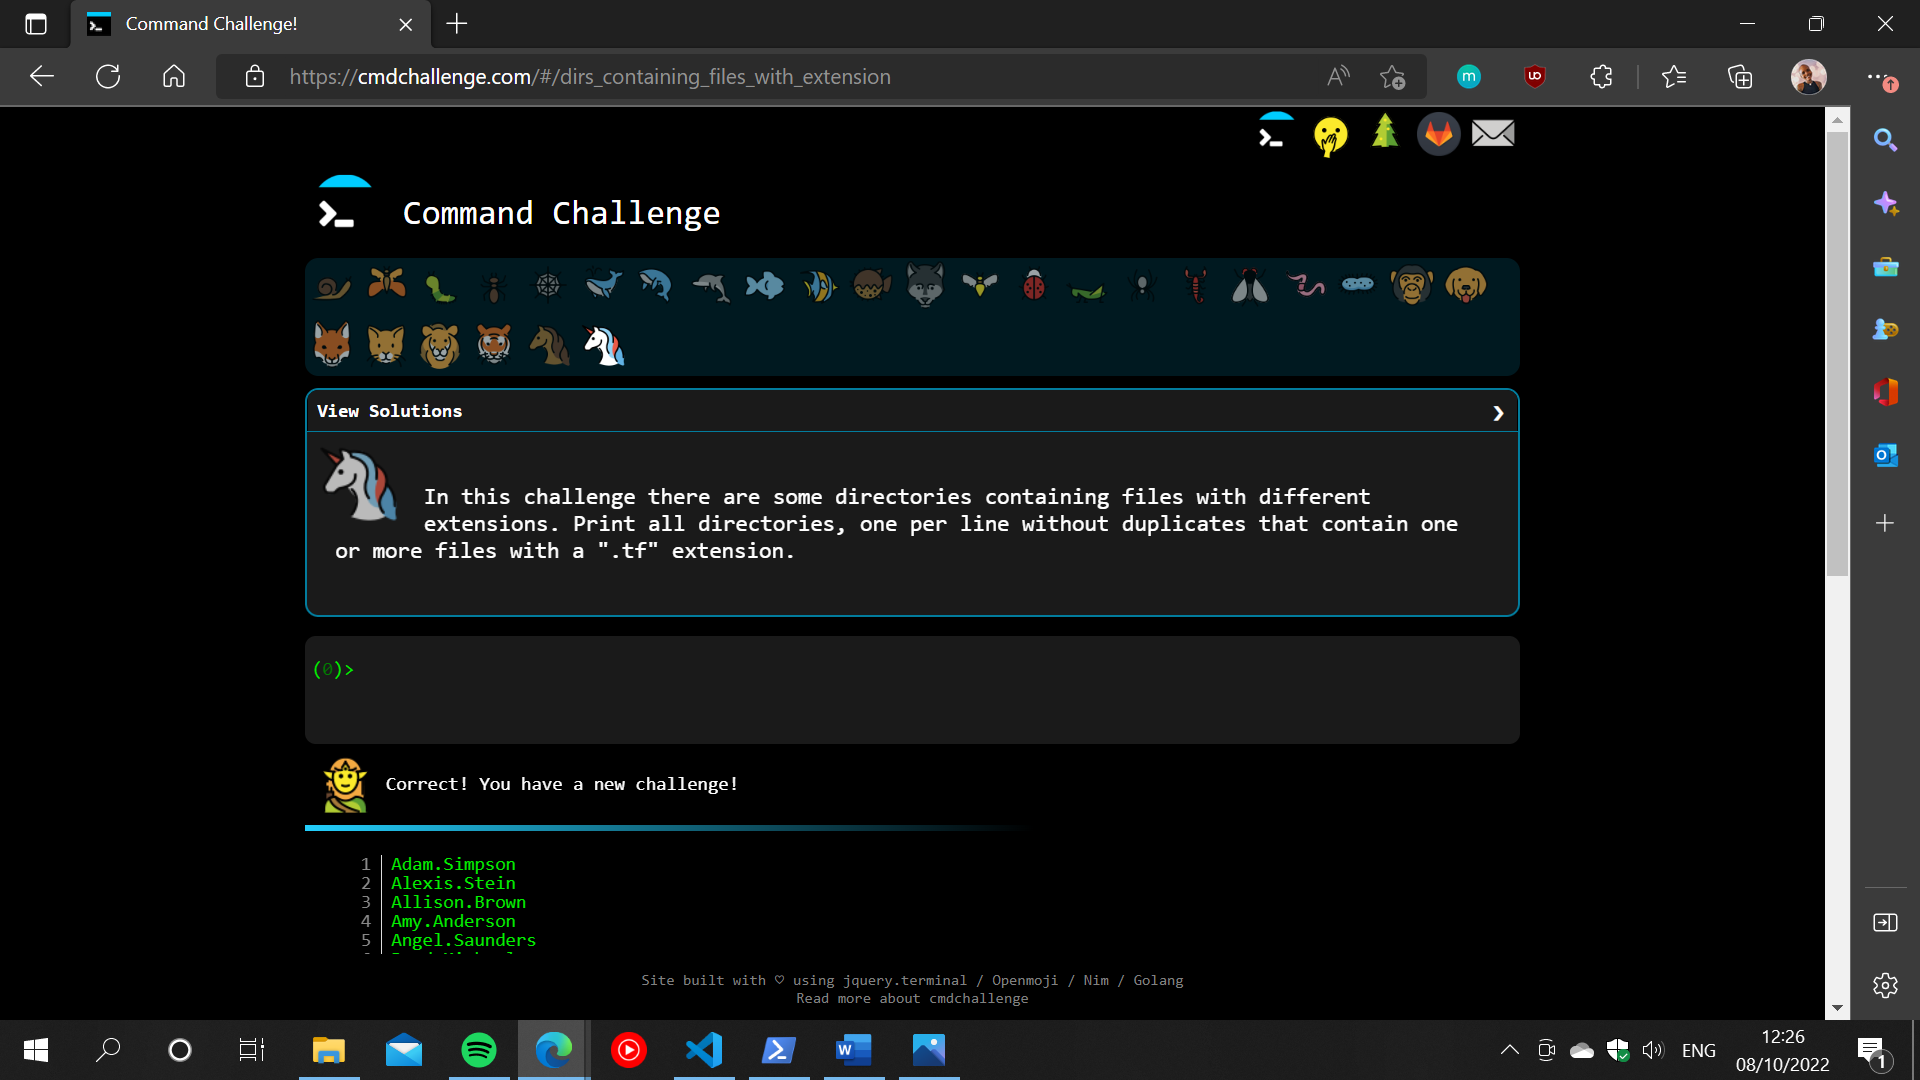 Command Challenge!
https://cmdchallenge.com/#/dirs_containing_files_with_extension
Command Challenge
View Solutions
In this challenge there are some directories containing files with different
extensions. Print all directories, one per line without duplicates that contain one
or more files with a ".tf" extension.
(0)>
Correct! You have a new challenge!
1 Adam.Simpson
2 Alexis.Stein
3 Allison.Brown
4 Amy.Anderson
5 Angel.Saunders
Site built with ♡ using jquery.terminal / Openmoji / Nim / Golang
Read more about cmdchallenge
ENG
12:26
08/10/2022
1